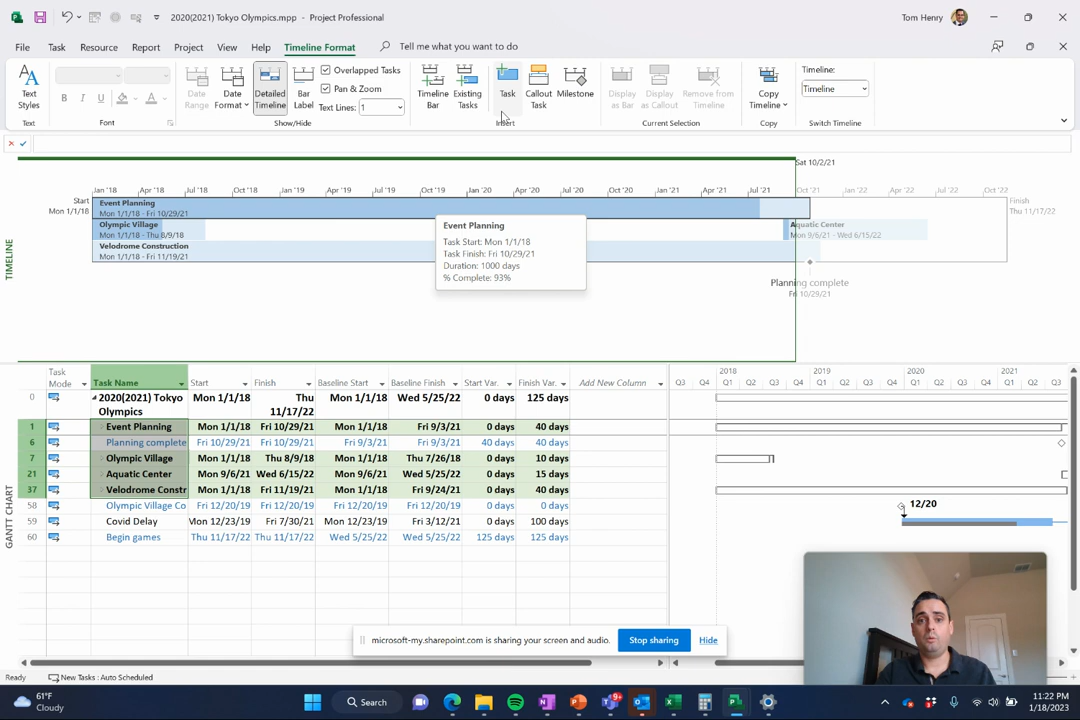 2020(2021) Tokyo Olympics.mpp - Project Professional
Tom Henry
File Task Resource Report Project View Help Timeline Format Tell me what you want to do
Text Styles
B I U A
Date Range
Date Format
Detailed Timeline
Bar Label
Overlapped Tasks
Pan & Zoom
Text Lines: 1
Timeline Bar
Existing Tasks
Task
Callout Task
Milestone
Display as Bar
Display as Callout
Remove from Timeline
Copy Timeline
Timeline:
Timeline
Text Font Show/Hide Insert Current Selection Copy Switch Timeline
Sat 10/2/21
Jan '18 Apr '18 Jul '18 Oct '18 Jan '19 Apr '19 Jul '19 Oct '19 Jan '20 Apr '20 Jul '20 Oct '20 Jan '21 Apr '21 Jul '21 Oct '21 Jan '22 Apr '22 Jul '22 Oct '22
Start
Mon 1/1/18
Event Planning
Mon 1/1/18 - Fri 10/29/21
Finish
Thu 11/17/22
Olympic Village
Mon 1/1/18 - Thu 8/9/18
Aquatic Center
Mon 9/6/21 - Wed 6/15/22
Velodrome Construction
Mon 1/1/18 - Fri 11/19/21
Event Planning
Task Start: Mon 1/1/18
Task Finish: Fri 10/29/21
Duration: 1000 days
% Complete: 93%
Planning complete
Fri 10/29/21
TIMELINE
Task Mode Task Name Start Finish Baseline Start Baseline Finish Start Var. Finish Var. Add New Column
2018 2019 2020 2021
Q3 Q4 Q1 Q2 Q3 Q4 Q1 Q2 Q3 Q4 Q1 Q2 Q3 Q4 Q1 Q2 Q3
0 2020(2021) Tokyo Olympics Mon 1/1/18 Thu 11/17/22 Mon 1/1/18 Wed 5/25/22 0 days 125 days
1 Event Planning Mon 1/1/18 Fri 10/29/21 Mon 1/1/18 Fri 9/3/21 0 days 40 days
6 Planning complete Fri 10/29/21 Fri 10/29/21 Fri 9/3/21 Fri 9/3/21 40 days 40 days
7 Olympic Village Mon 1/1/18 Thu 8/9/18 Mon 1/1/18 Thu 7/26/18 0 days 10 days
21 Aquatic Center Mon 9/6/21 Wed 6/15/22 Mon 9/6/21 Wed 5/25/22 0 days 15 days
37 Velodrome Constr Mon 1/1/18 Fri 11/19/21 Mon 1/1/18 Fri 9/24/21 0 days 40 days
58 Olympic Village Co Fri 12/20/19 Fri 12/20/19 Fri 12/20/19 Fri 12/20/19 0 days 0 days 12/20
59 Covid Delay Mon 12/23/19 Fri 7/30/21 Mon 12/23/19 Fri 3/12/21 0 days 100 days
60 Begin games Thu 11/17/22 Thu 11/17/22 Wed 5/25/22 Wed 5/25/22 125 days 125 days
GANTT CHART
microsoft-my.sharepoint.com is sharing your screen and audio. Stop sharing Hide
Ready New Tasks : Auto Scheduled
61°F
Cloudy
Search
9+
11:22 PM
1/18/2023